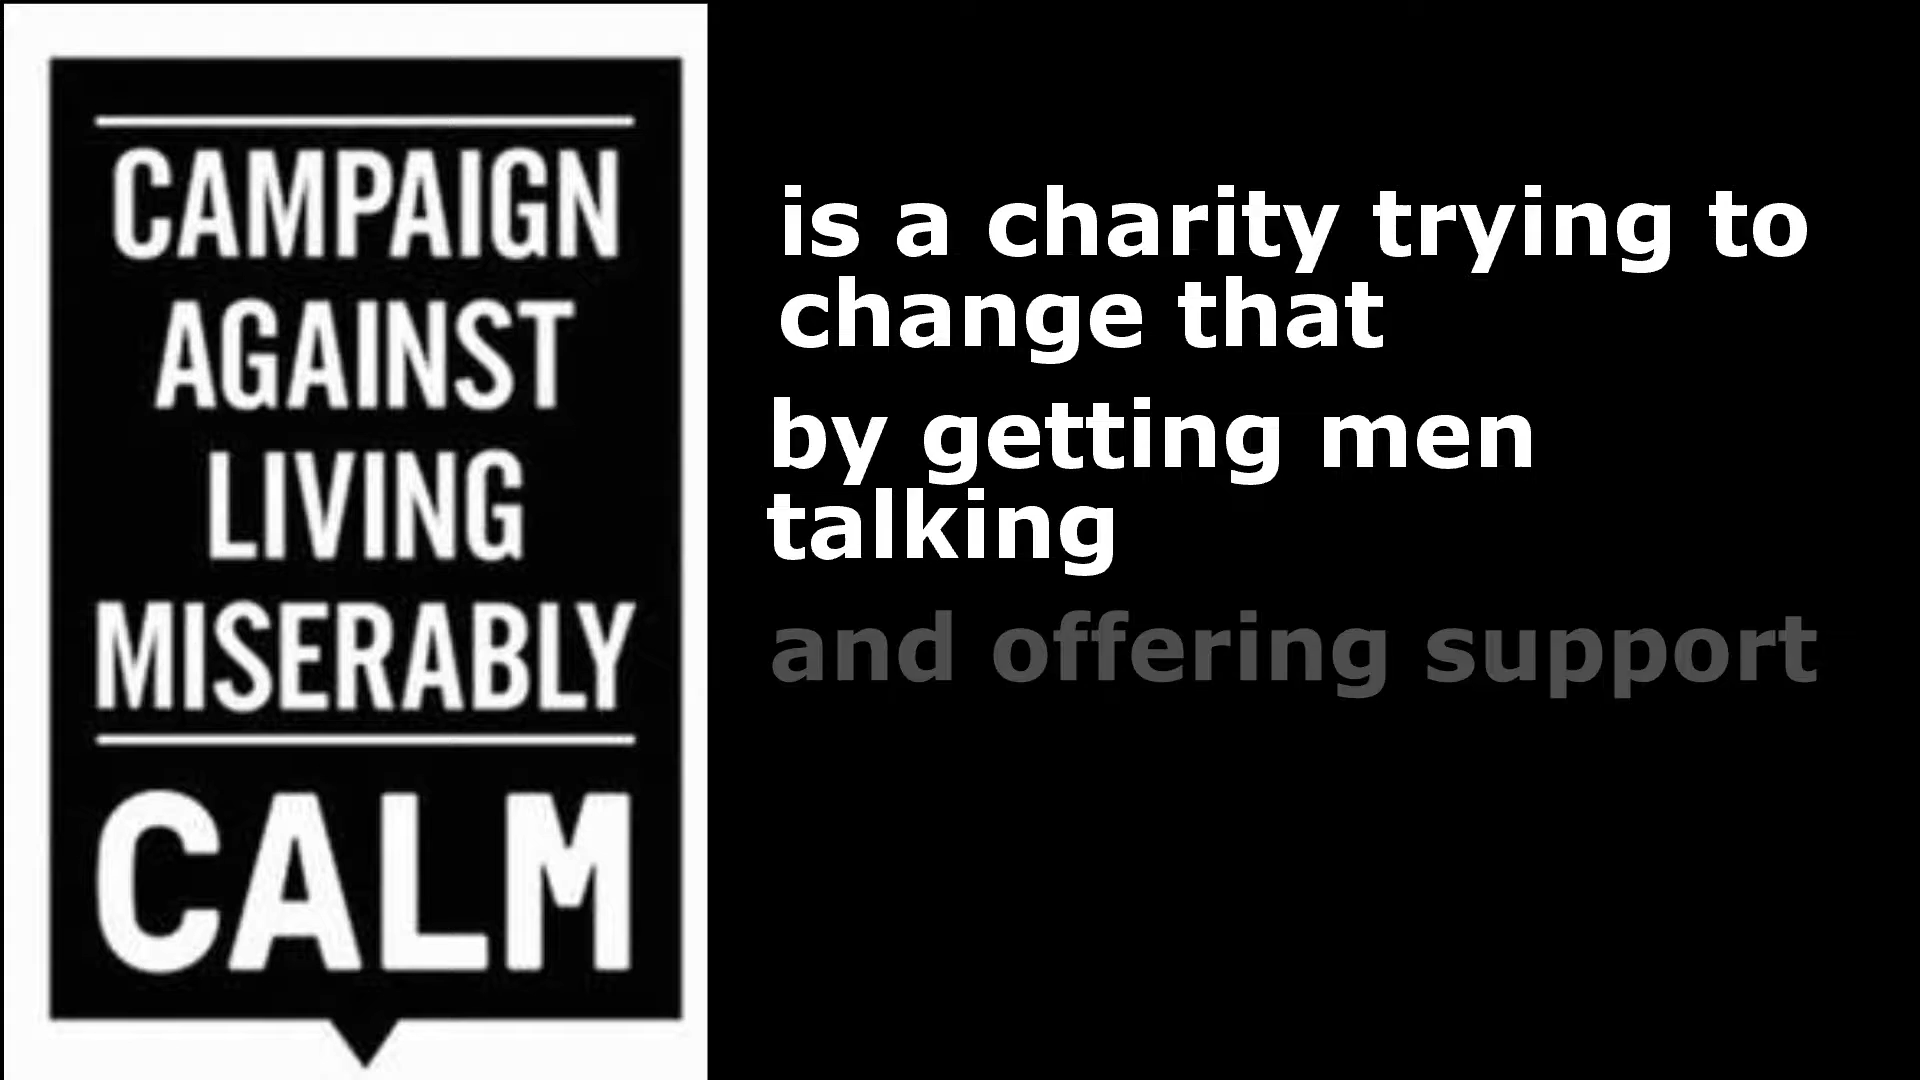 CAMPAIGN
AGAINST
LIVING
MISERABLY
CALM
is a charity trying to
change that
by getting men
talking
and offering support